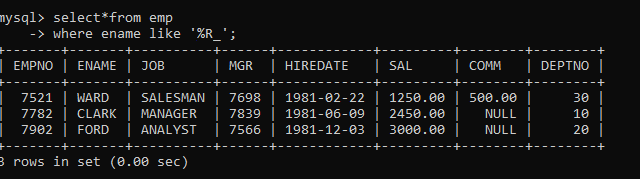 mysql> select*from emp
    -> where ename like '%R_';
+-------+-------+----------+------+------------+---------+--------+--------+
| EMPNO | ENAME | JOB      | MGR  | HIREDATE   | SAL     | COMM   | DEPTNO |
+-------+-------+----------+------+------------+---------+--------+--------+
|  7521 | WARD  | SALESMAN | 7698 | 1981-02-22 | 1250.00 | 500.00 |     30 |
|  7782 | CLARK | MANAGER  | 7839 | 1981-06-09 | 2450.00 |   NULL |     10 |
|  7902 | FORD  | ANALYST  | 7566 | 1981-12-03 | 3000.00 |   NULL |     20 |
+-------+-------+----------+------+------------+---------+--------+--------+
3 rows in set (0.00 sec)